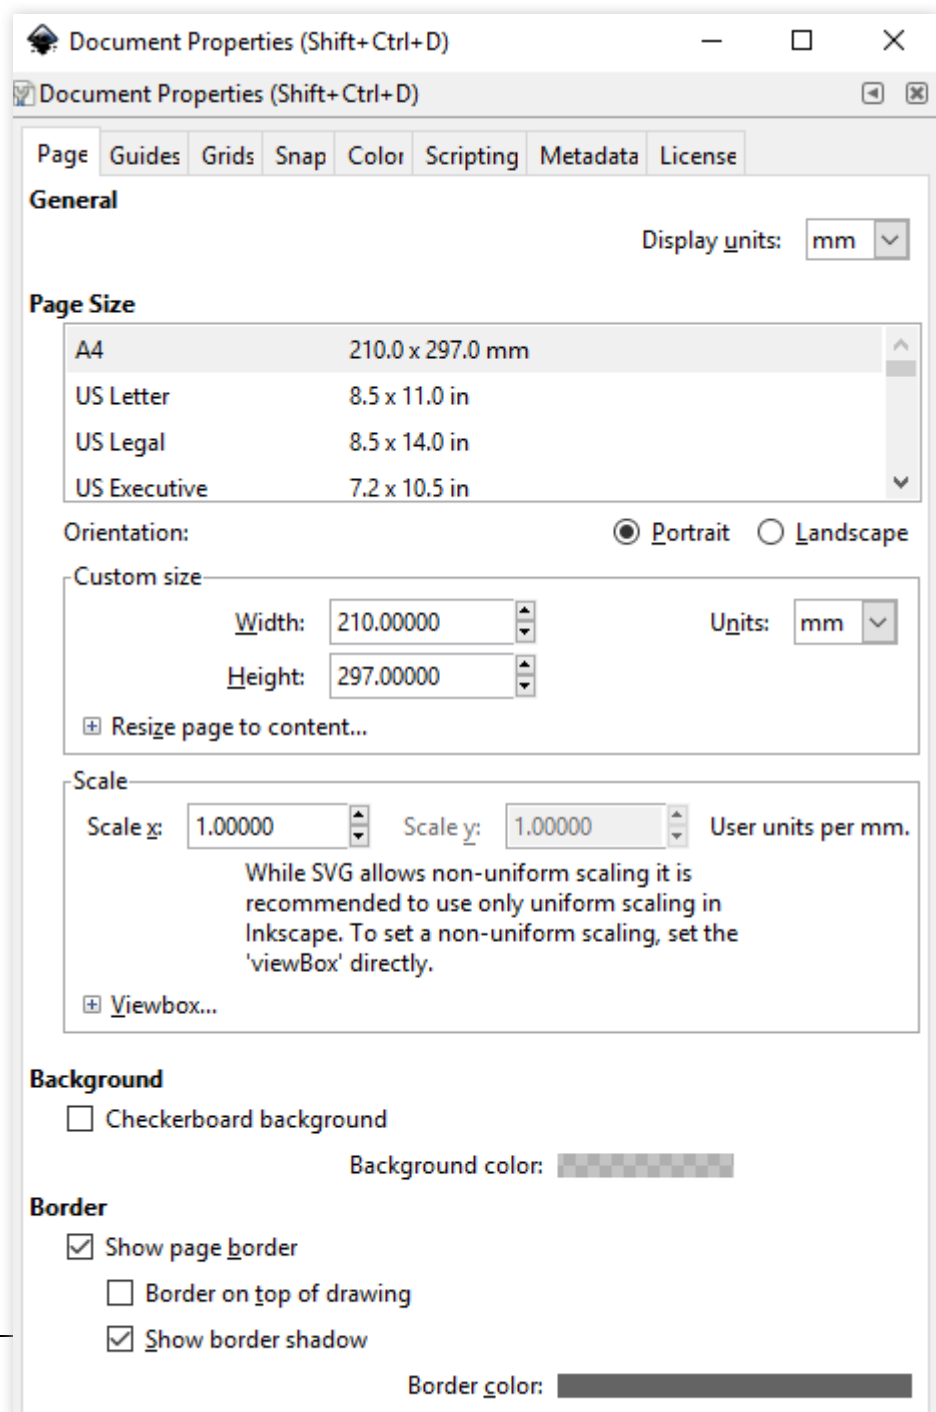 Document Properties (Shift+Ctrl+D)
Document Properties (Shift+Ctrl+D)
Page Guides Grids Snap Color Scripting Metadata License
General
Display units: mm
Page Size
A4 210.0 x 297.0 mm
US Letter 8.5 x 11.0 in
US Legal 8.5 x 14.0 in
US Executive 7.2 x 10.5 in
Orientation: Portrait Landscape
Custom size
Width: 210.00000 Units: mm
Height: 297.00000
Resize page to content...
Scale
Scale x: 1.00000 Scale y: 1.00000 User units per mm.
While SVG allows non-uniform scaling it is
recommended to use only uniform scaling in
Inkscape. To set a non-uniform scaling, set the
'viewBox' directly.
Viewbox...
Background
Checkerboard background
Background color:
Border
Show page border
Border on top of drawing
Show border shadow
Border color: